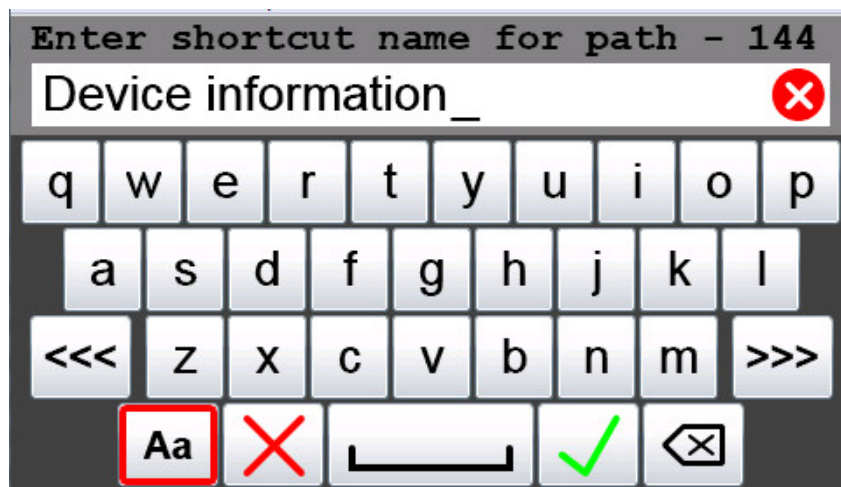 Enter shortcut name for path - 144
Device information_
q w e r t y u i o p
a s d f g h j k l
<<< z x c v b n m >>>
Aa